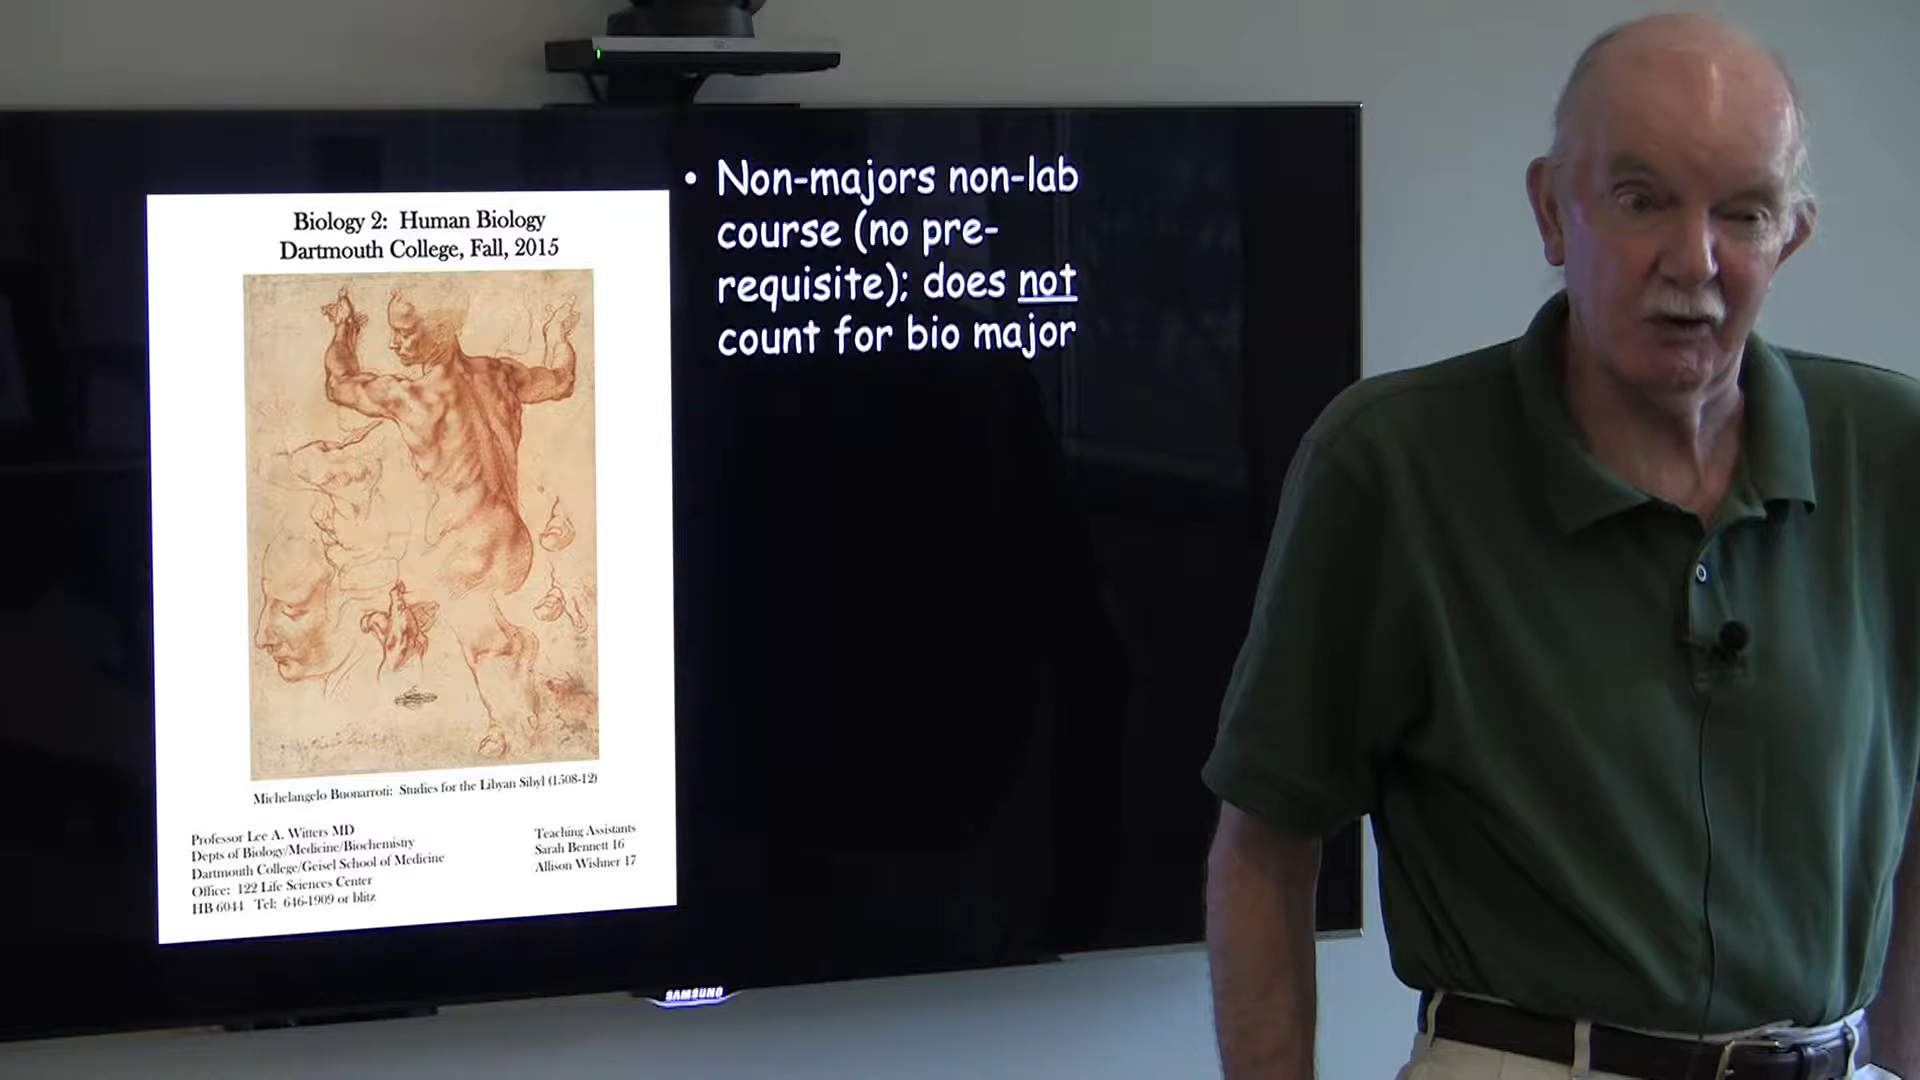 Biology 2: Human Biology
Dartmouth College, Fall, 2015
Michelangelo Buonarroti: Studies for the Libyan Sibyl (1508-12)
Professor Lee A. Witters MD
Depts of Biology/Medicine/Biochemistry
Dartmouth College/Geisel School of Medicine
Office: 122 Life Sciences Center
HB 6044 Tel: 646-1909 or blitz
Teaching Assistants
Sarah Bennett 16
Allison Wishner 17
• Non-majors non-lab
course (no pre-
requisite); does not
count for bio major
SAMSUNG